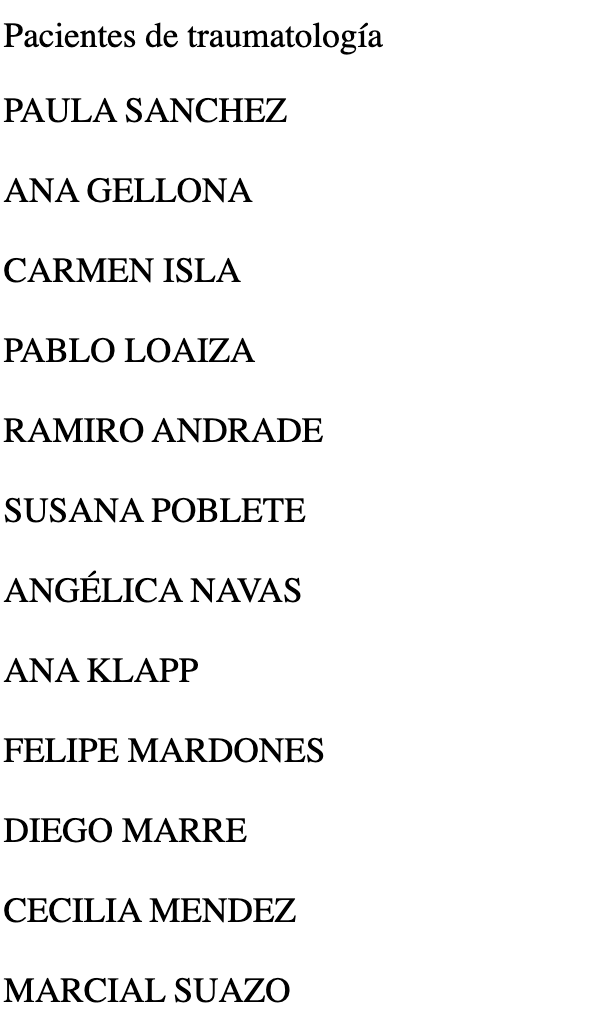 Pacientes de traumatología
PAULA SANCHEZ
ANA GELLONA
CARMEN ISLA
PABLO LOAIZA
RAMIRO ANDRADE
SUSANA POBLETE
ANGÉLICA NAVAS
ANA KLAPP
FELIPE MARDONES
DIEGO MARRE
CECILIA MENDEZ
MARCIAL SUAZO